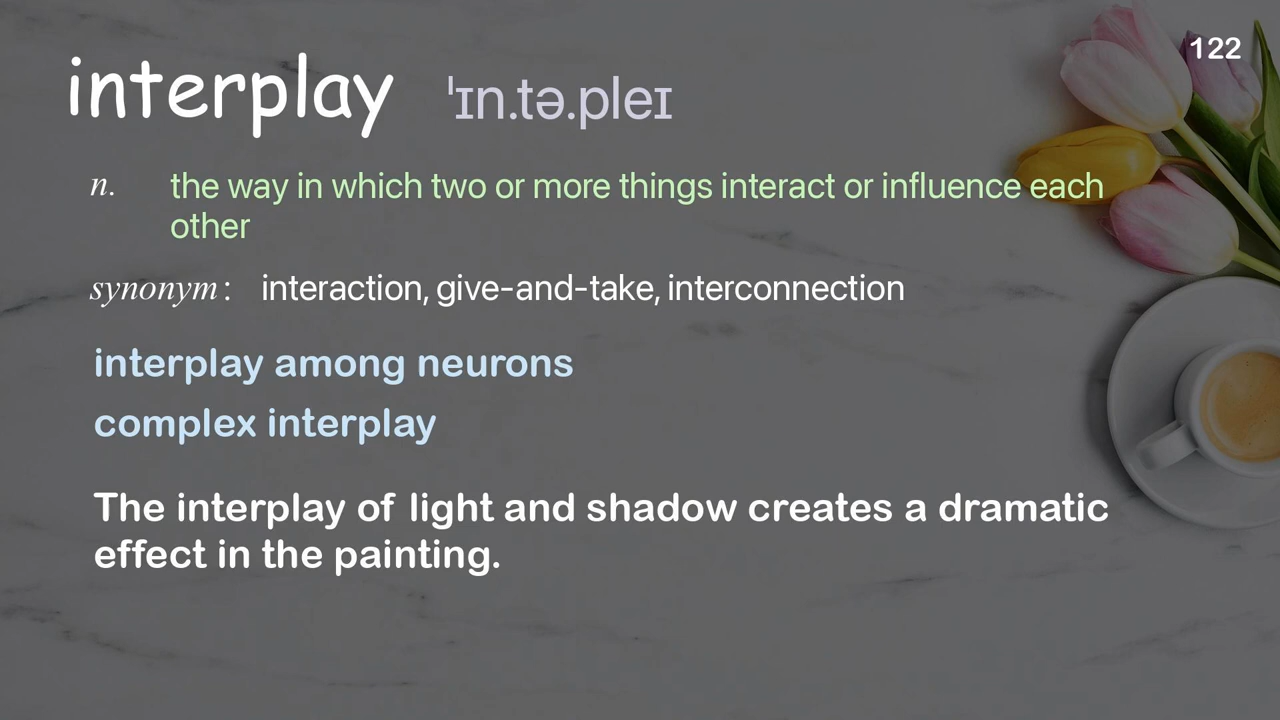 122
interplay ˈɪn.tə.pleɪ
n. the way in which two or more things interact or influence each
other
synonym: interaction, give-and-take, interconnection
interplay among neurons
complex interplay
The interplay of light and shadow creates a dramatic
effect in the painting.